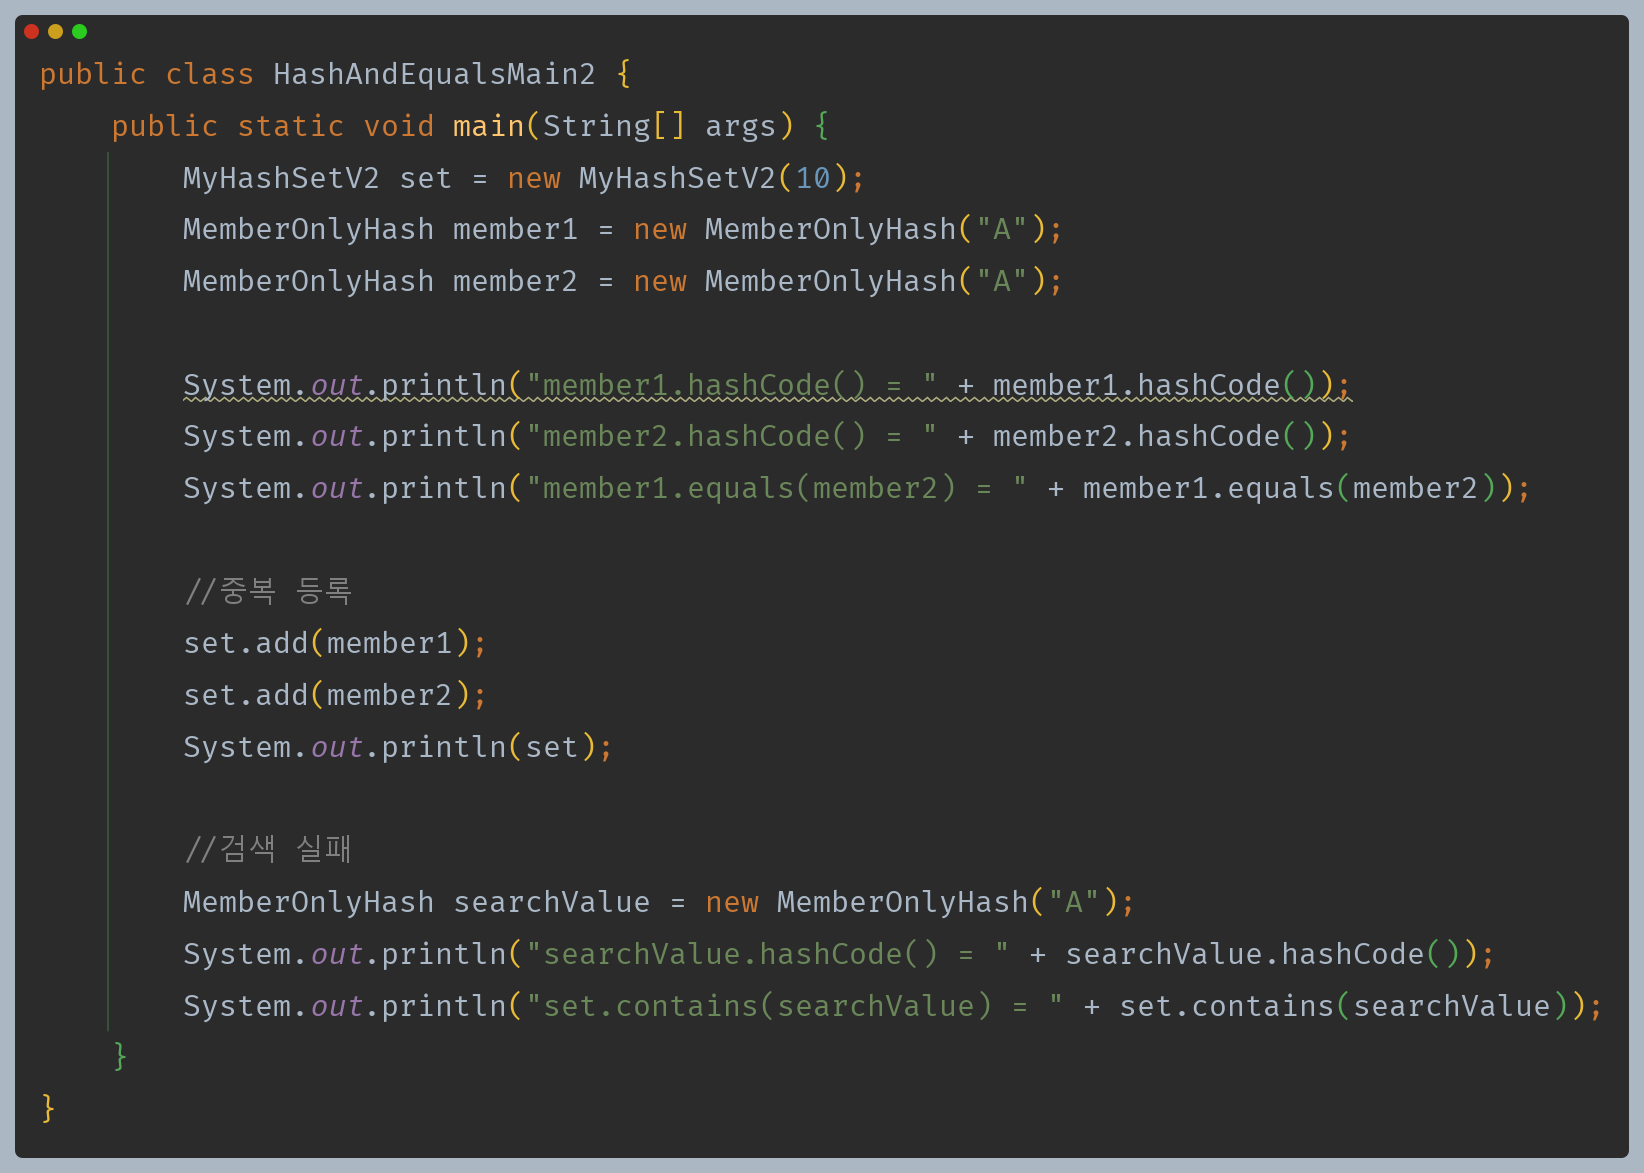 public class HashAndEqualsMain2 {
    public static void main(String[] args) {
        MyHashSetV2 set = new MyHashSetV2(10);
        MemberOnlyHash member1 = new MemberOnlyHash("A");
        MemberOnlyHash member2 = new MemberOnlyHash("A");

        System.out.println("member1.hashCode() = " + member1.hashCode());
        System.out.println("member2.hashCode() = " + member2.hashCode());
        System.out.println("member1.equals(member2) = " + member1.equals(member2));

        //중복 등록
        set.add(member1);
        set.add(member2);
        System.out.println(set);

        //검색 실패
        MemberOnlyHash searchValue = new MemberOnlyHash("A");
        System.out.println("searchValue.hashCode() = " + searchValue.hashCode());
        System.out.println("set.contains(searchValue) = " + set.contains(searchValue));
    }
}